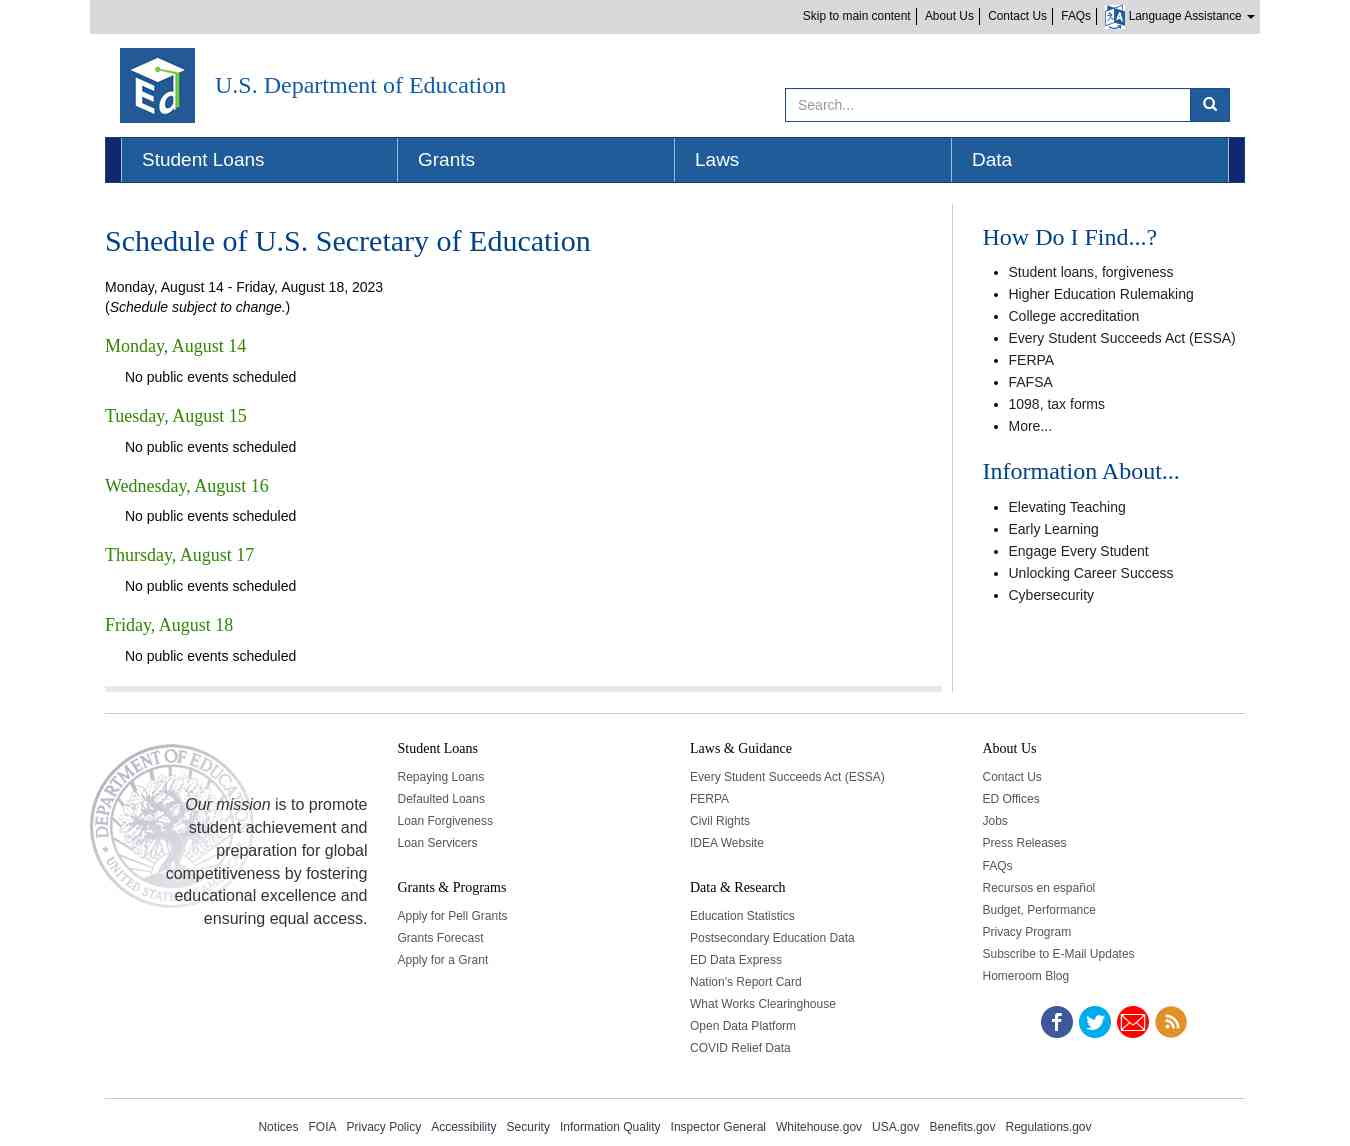 Skip to main content
About Us
Contact Us
FAQs
Language Assistance
Ed
U.S. Department of Education
Search...
Student Loans
Grants
Laws
Data
Schedule of U.S. Secretary of Education
Monday, August 14 - Friday, August 18, 2023
(Schedule subject to change.)
Monday, August 14
No public events scheduled
Tuesday, August 15
No public events scheduled
Wednesday, August 16
No public events scheduled
Thursday, August 17
No public events scheduled
Friday, August 18
No public events scheduled
How Do I Find...?
Student loans, forgiveness
Higher Education Rulemaking
College accreditation
Every Student Succeeds Act (ESSA)
FERPA
FAFSA
1098, tax forms
More...
Information About...
Elevating Teaching
Early Learning
Engage Every Student
Unlocking Career Success
Cybersecurity
Our mission is to promote
student achievement and
preparation for global
competitiveness by fostering
educational excellence and
ensuring equal access.
Student Loans
Repaying Loans
Defaulted Loans
Loan Forgiveness
Loan Servicers
Grants & Programs
Apply for Pell Grants
Grants Forecast
Apply for a Grant
Laws & Guidance
Every Student Succeeds Act (ESSA)
FERPA
Civil Rights
IDEA Website
Data & Research
Education Statistics
Postsecondary Education Data
ED Data Express
Nation's Report Card
What Works Clearinghouse
Open Data Platform
COVID Relief Data
About Us
Contact Us
ED Offices
Jobs
Press Releases
FAQs
Recursos en español
Budget, Performance
Privacy Program
Subscribe to E-Mail Updates
Homeroom Blog
Notices FOIA Privacy Policy Accessibility Security Information Quality Inspector General Whitehouse.gov USA.gov Benefits.gov Regulations.gov